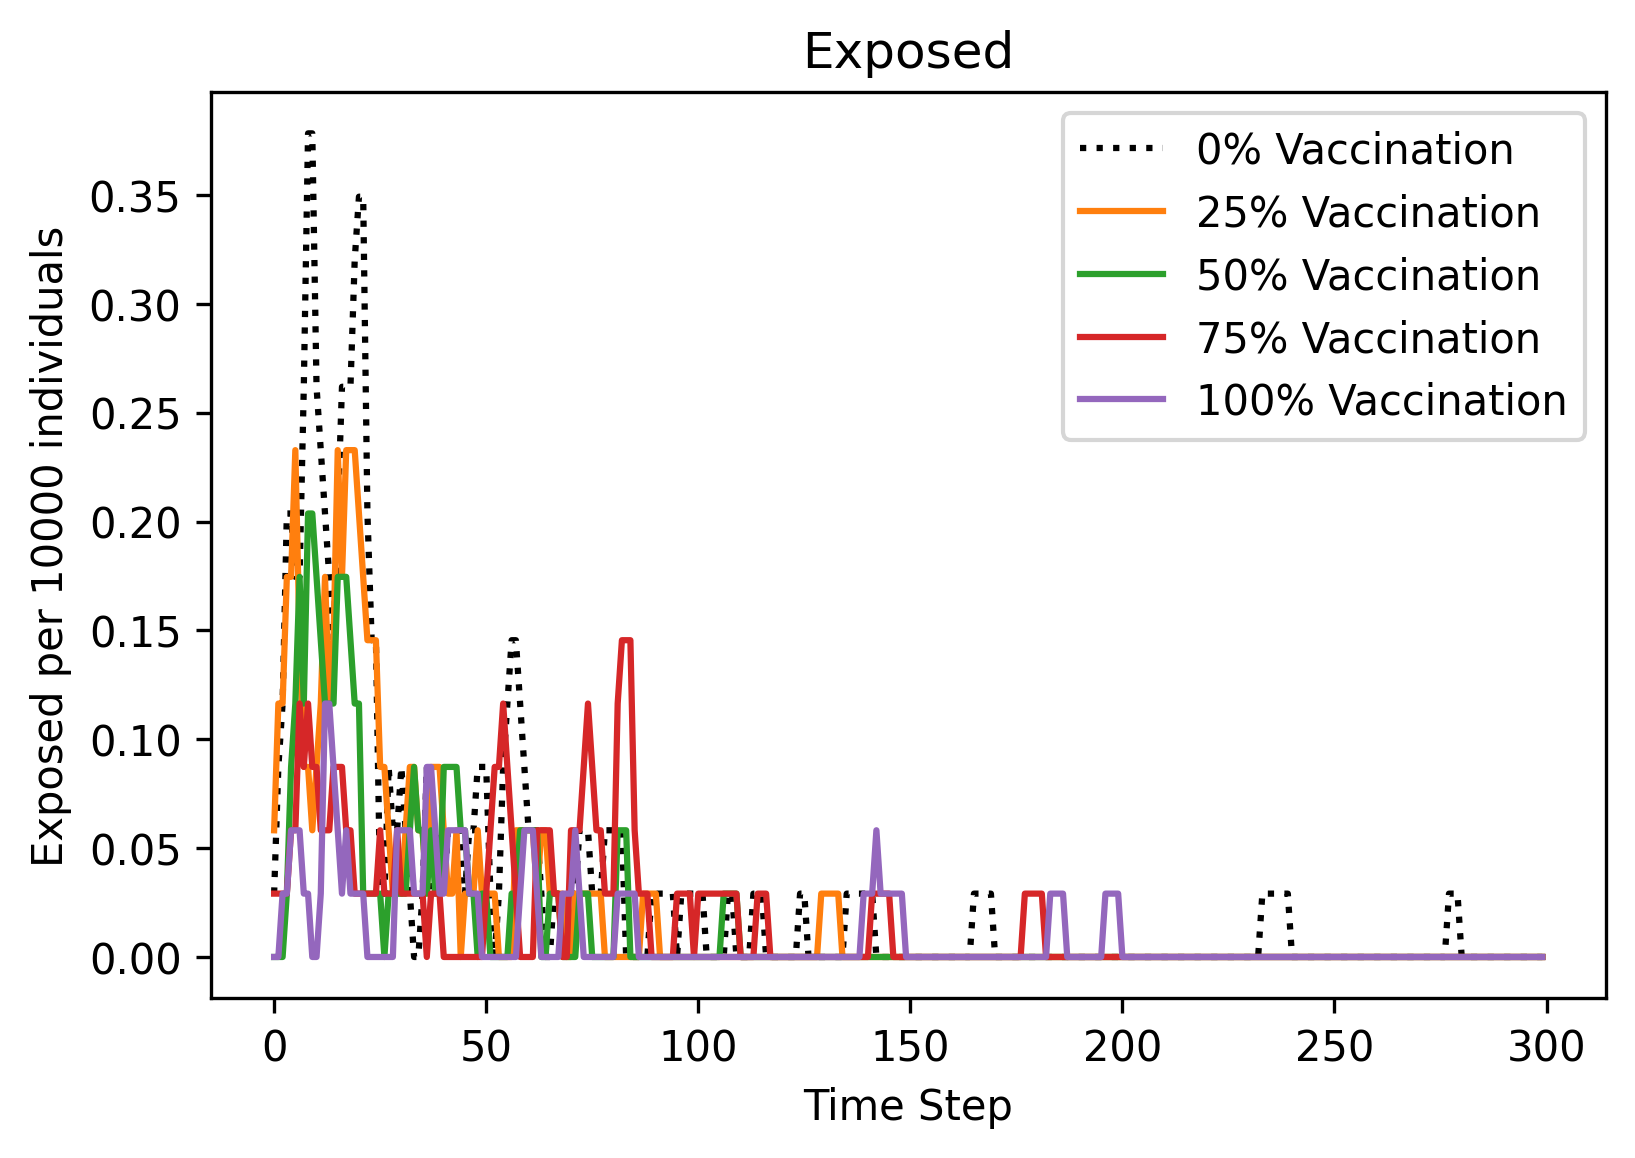 Exposed
Exposed per 10000 individuals
0.35
0.30
0.25
0.20
0.15
0.10
0.05
0.00
0% Vaccination
25% Vaccination
50% Vaccination
75% Vaccination
100% Vaccination
0 50 100 150 200 250 300
Time Step